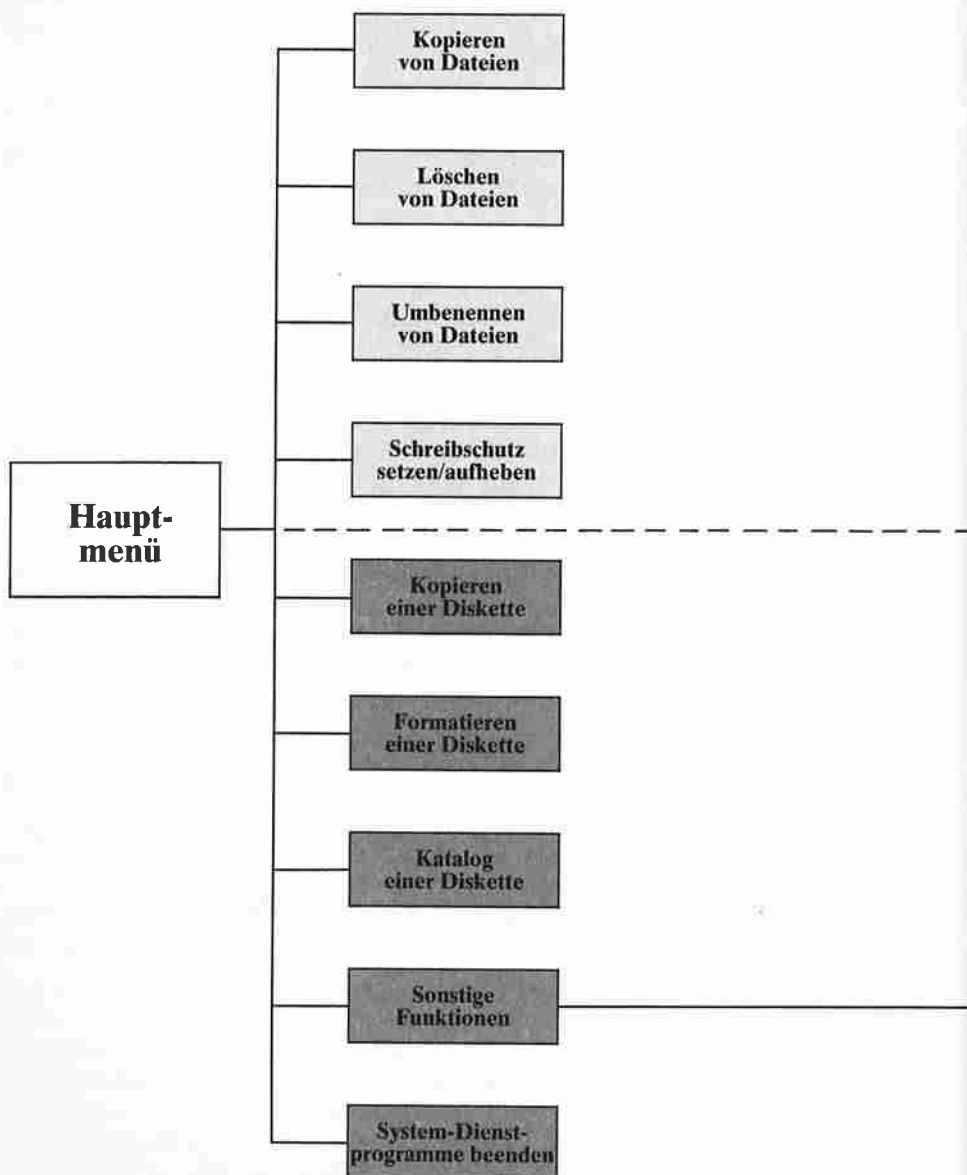 Kopieren
von Dateien
Löschen
von Dateien
Umbenennen
von Dateien
Schreibschutz
setzen/aufheben
Haupt-
menü
Kopieren
einer Diskette
Formatieren
einer Diskette
Katalog
einer Diskette
Sonstige
Funktionen
System-Dienst-
programme beenden